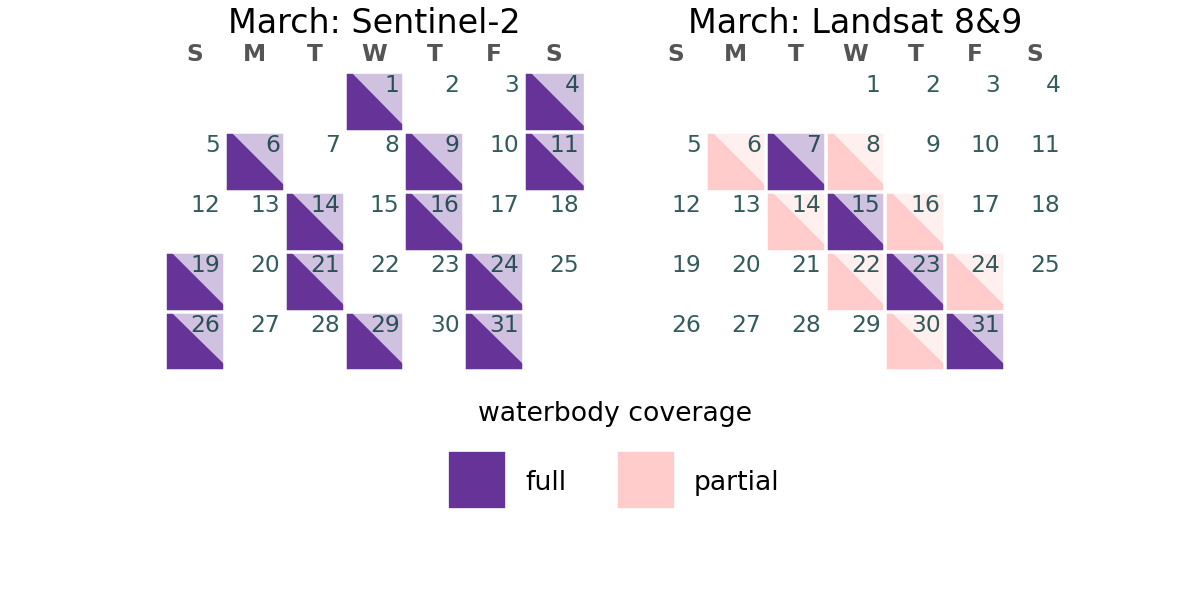 March: Sentinel-2
S M T W T F S
1 2 3 4
5 6 7 8 9 10 11
12 13 14 15 16 17 18
19 20 21 22 23 24 25
26 27 28 29 30 31
March: Landsat 8&9
S M T W T F S
1 2 3 4
5 6 7 8 9 10 11
12 13 14 15 16 17 18
19 20 21 22 23 24 25
26 27 28 29 30 31
waterbody coverage
full partial